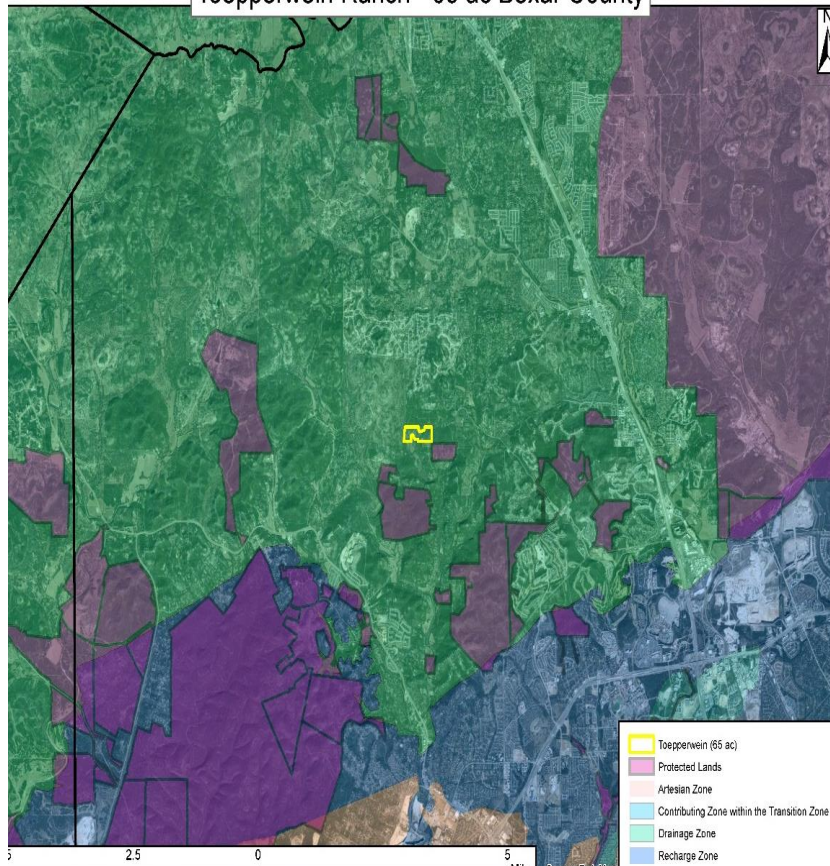 Toepperwein Ranch - 65 ac Bexar County
N
Toepperwein (65 ac)
Protected Lands
Artesian Zone
Contributing Zone within the Transition Zone
Drainage Zone
Recharge Zone
2.5
0
5